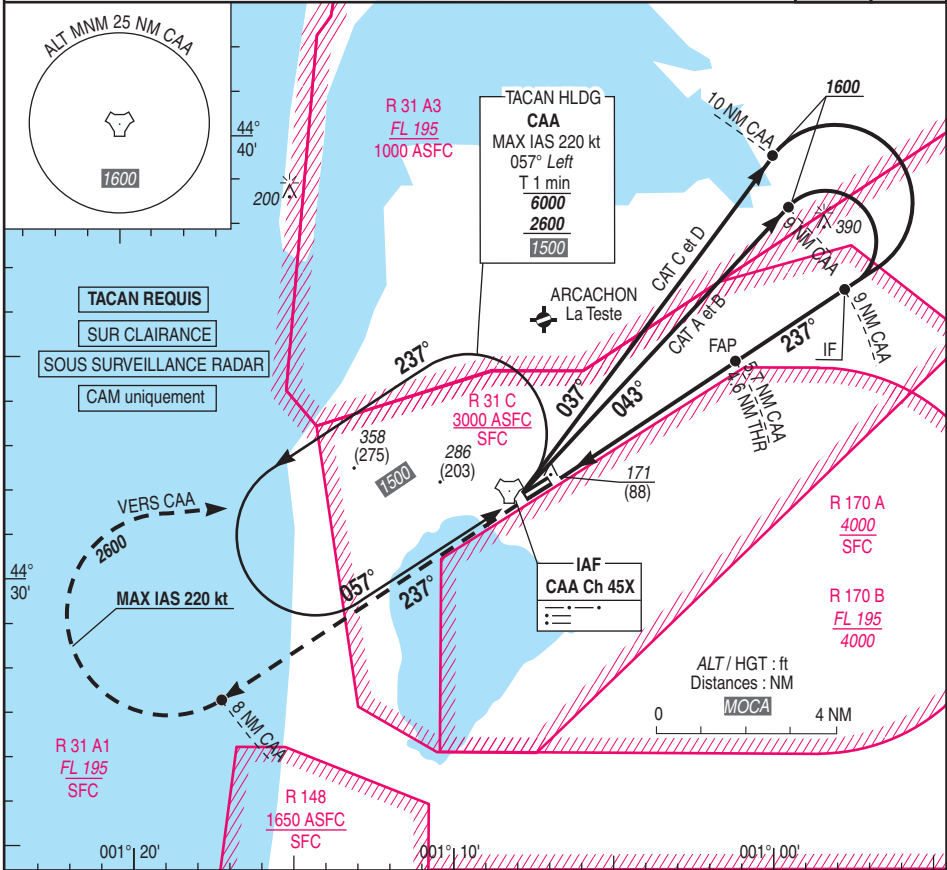 ALT MNM 25 NM CAA
1600
44°
40'
200
R 31 A3
FL 195
1000 ASFC
TACAN HLDG
CAA
MAX IAS 220 kt
057° Left
T 1 min
6000
2600
1500
10 NM CAA
1600
9 NM CAA
390
CAT C et D
CAT A et B
9 NM CAA
ARCACHON
La Teste
TACAN REQUIS
SUR CLAIRANCE
SOUS SURVEILLANCE RADAR
CAM uniquement
237°
FAP
237°
IF
5.7 NM CAA
4.6 NM THR
037°
043°
R 31 C
3000 ASFC
SFC
358
(275)
286
(203)
1500
171
(88)
VERS CAA
2600
R 170 A
4000
SFC
44°
30'
MAX IAS 220 kt
057°
237°
IAF
CAA Ch 45X
R 170 B
FL 195
4000
ALT / HGT : ft
Distances : NM
MOCA
0
4 NM
8 NM CAA
R 31 A1
FL 195
SFC
R 148
1650 ASFC
SFC
001° 20'
001° 10'
001° 00'